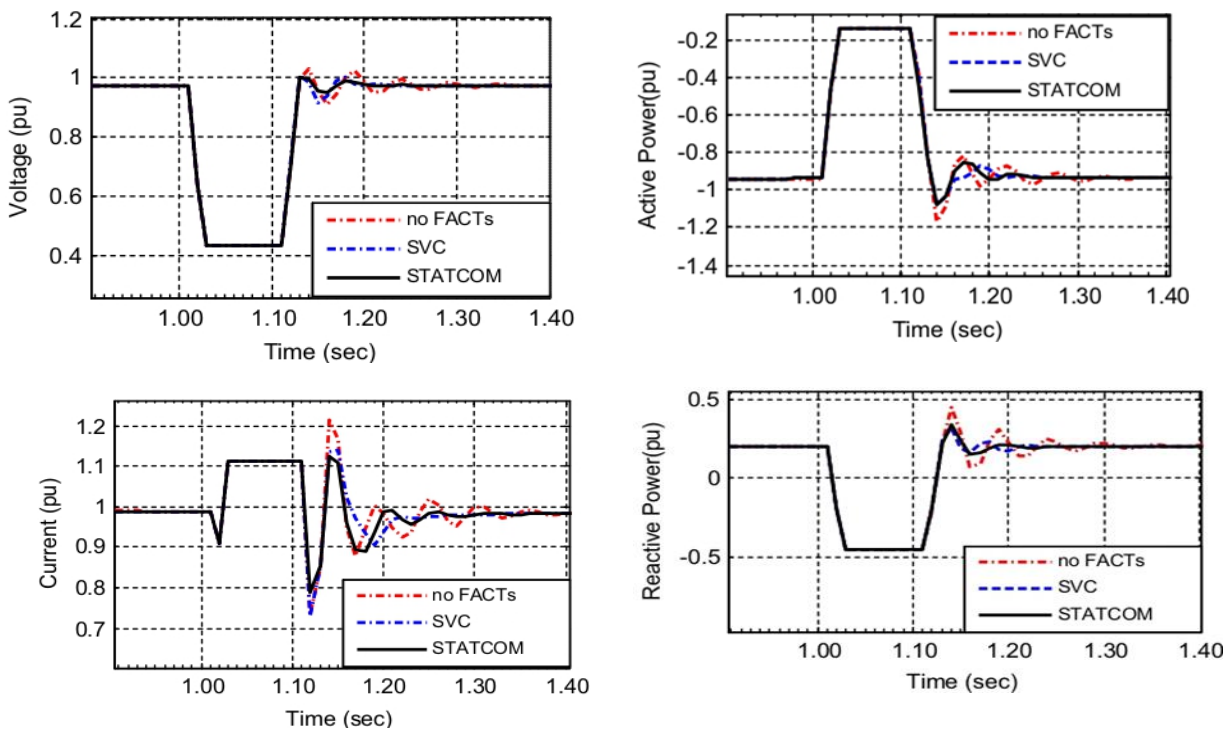 Voltage (pu)
1.2
1
0.8
0.6
0.4
no FACTs
SVC
STATCOM
1.00 1.10 1.20 1.30 1.40
Time (sec)
Active Power(pu)
-0.2
-0.4
-0.6
-0.8
-1
-1.2
-1.4
no FACTs
SVC
STATCOM
1.00 1.10 1.20 1.30 1.40
Time (sec)
Current (pu)
1.2
1.1
1
0.9
0.8
0.7
no FACTs
SVC
STATCOM
1.00 1.10 1.20 1.30 1.40
Time (sec)
Reactive Power(pu)
0.5
0
-0.5
no FACTs
SVC
STATCOM
1.00 1.10 1.20 1.30 1.40
Time (sec)